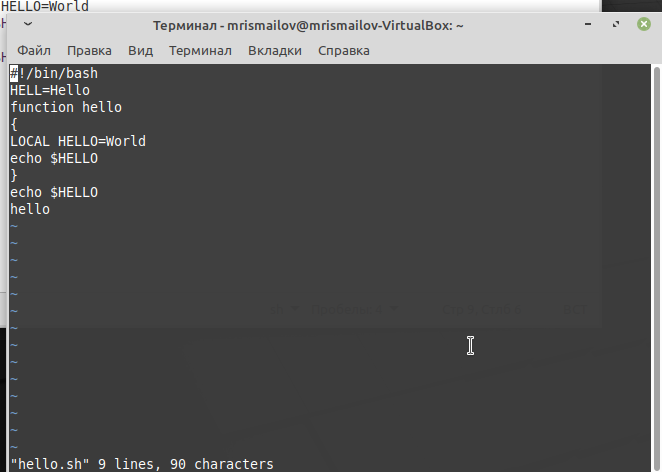 HELLO=World
Терминал - mrismailov@mrismailov-VirtualBox: ~
Файл Правка Вид Терминал Вкладки Справка
#!/bin/bash
HELL=Hello
function hello
{
LOCAL HELLO=World
echo $HELLO
}
echo $HELLO
hello
~
~
~
~
~
~
~
~
~
~
~
~
~
~
"hello.sh" 9 lines, 90 characters